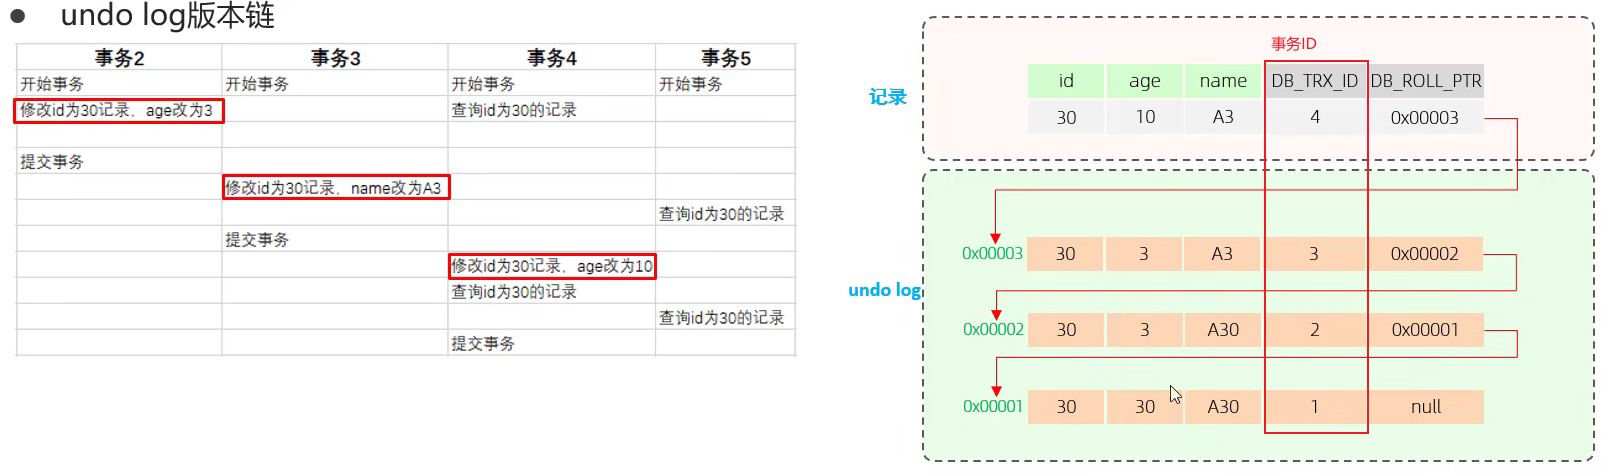 ● undo log版本链
事务2 事务3 事务4 事务5
开始事务 开始事务 开始事务 开始事务
修改id为30记录，age改为3 查询id为30的记录
提交事务
修改id为30记录，name改为A3
查询id为30的记录
提交事务
修改id为30记录，age改为10
查询id为30的记录
查询id为30的记录
提交事务
事务ID
id age name DB_TRX_ID DB_ROLL_PTR
记录
30 10 A3 4 0x00003
0x00003 30 3 A3 3 0x00002
undo log
0x00002 30 3 A30 2 0x00001
0x00001 30 30 A30 1 null